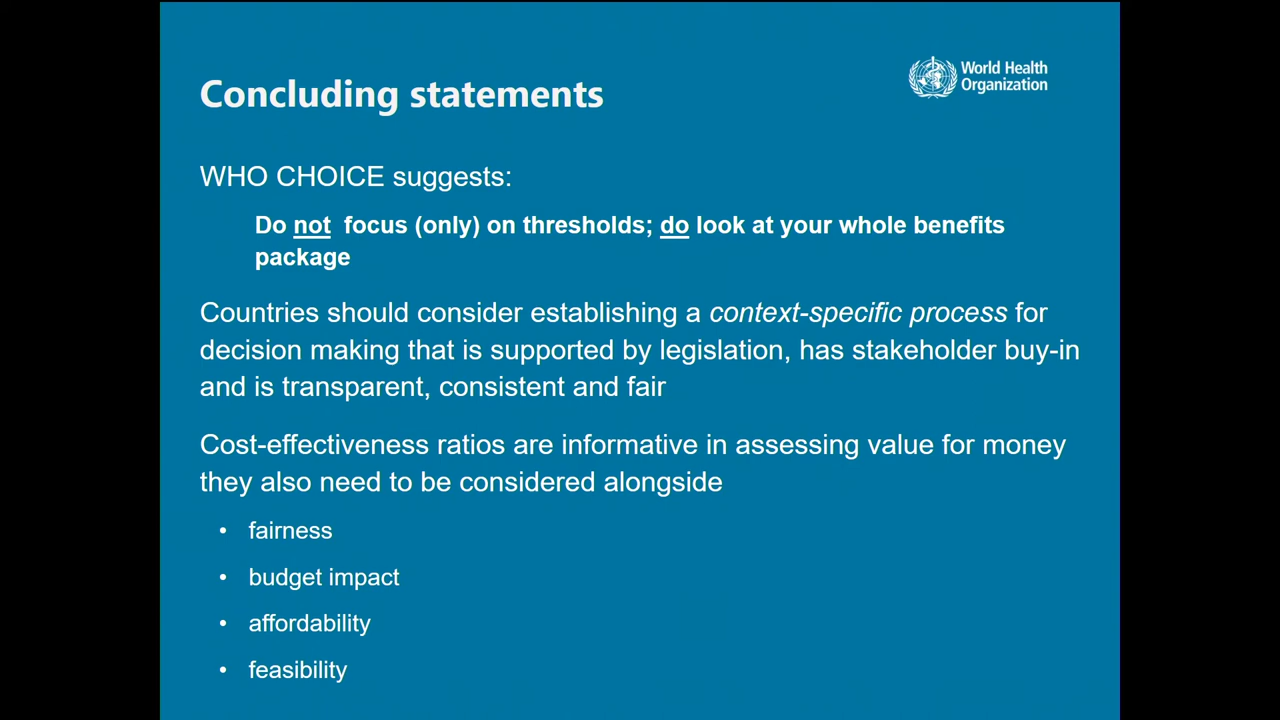 Concluding statements
World Health
Organization
WHO CHOICE suggests:
Do not focus (only) on thresholds; do look at your whole benefits
package
Countries should consider establishing a context-specific process for
decision making that is supported by legislation, has stakeholder buy-in
and is transparent, consistent and fair
Cost-effectiveness ratios are informative in assessing value for money
they also need to be considered alongside
• fairness
• budget impact
• affordability
• feasibility